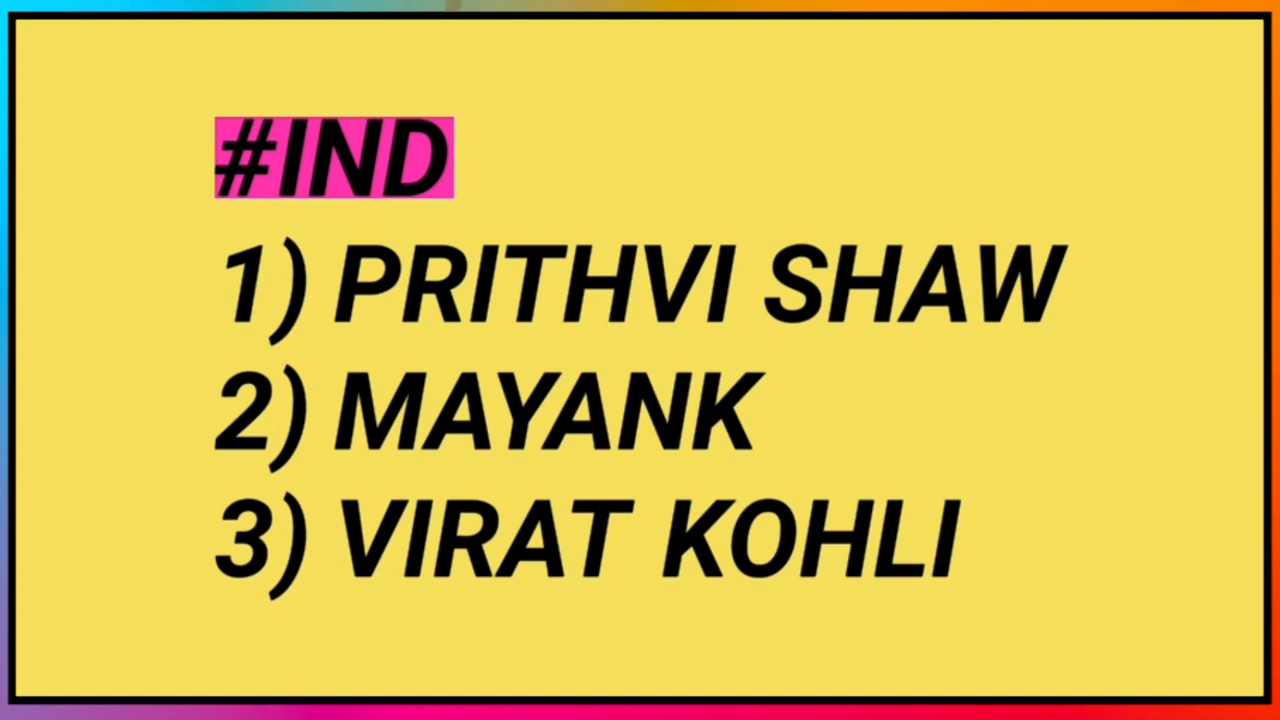 #IND
1) PRITHVI SHAW
2) MAYANK
3) VIRAT KOHLI